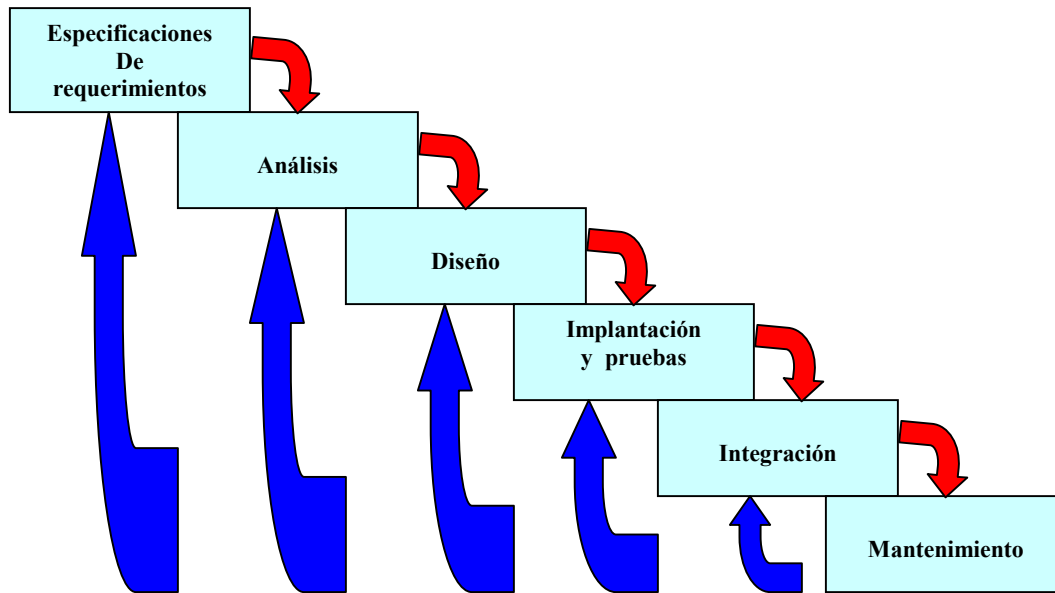 Especificaciones
De
requerimientos
Análisis
Diseño
Implantación
y pruebas
Integración
Mantenimiento